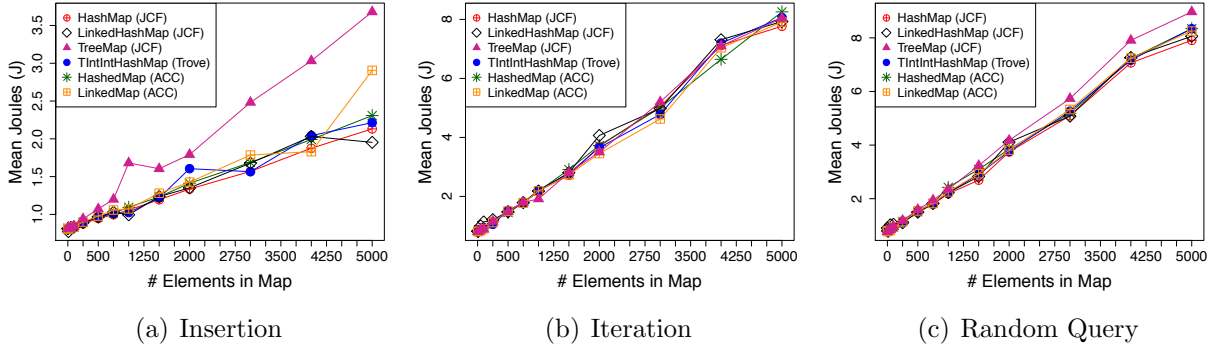 HashMap (JCF)
LinkedHashMap (JCF)
TreeMap (JCF)
TIntIntHashMap (Trove)
HashedMap (ACC)
LinkedMap (ACC)
Mean Joules (J)
3.5
3.0
2.5
2.0
1.5
1.0
0 500 1250 2000 2750 3500 4250 5000
# Elements in Map
(a) Insertion
HashMap (JCF)
LinkedHashMap (JCF)
TreeMap (JCF)
TIntIntHashMap (Trove)
HashedMap (ACC)
LinkedMap (ACC)
Mean Joules (J)
8
6
4
2
0 500 1250 2000 2750 3500 4250 5000
# Elements in Map
(b) Iteration
HashMap (JCF)
LinkedHashMap (JCF)
TreeMap (JCF)
TIntIntHashMap (Trove)
HashedMap (ACC)
LinkedMap (ACC)
Mean Joules (J)
8
6
4
2
0 500 1250 2000 2750 3500 4250 5000
# Elements in Map
(c) Random Query